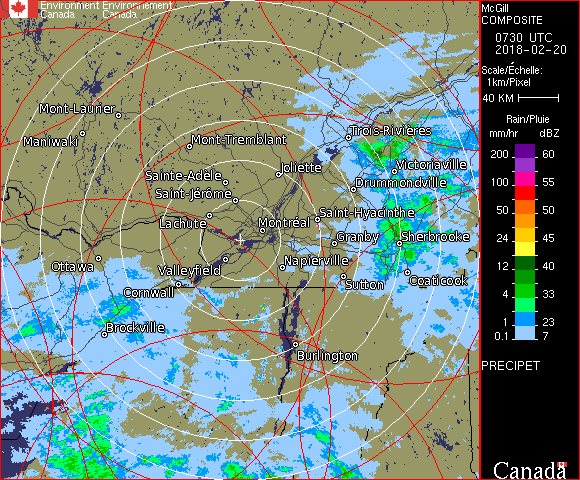 Environment Environnement
Canada Canada
McGill
COMPOSITE
0730 UTC
2018-02-20
Scale/Échelle:
1km/Pixel
40 KM
Rain/Pluie
mm/hr dBZ
200 60
150 57
100 55
50 50
24 45
12 40
4 33
1 23
0.1 7
PRECIPET
Canada
Mont-Laurier
Maniwaki
Mont-Tremblant
Trois-Rivières
Joliette
Victoriaville
Sainte-Adèle
Drummondville
Saint-Jérôme
Saint-Hyacinthe
Lachute
Montréal
Granby
Sherbrooke
Ottawa
Valleyfield
Napierville
Coaticook
Cornwall
Sutton
Brockville
Burlington